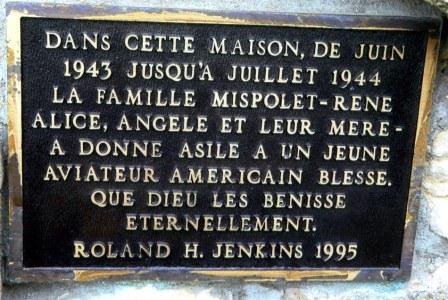 DANS CETTE MAISON, DE JUIN
1943 JUSQU'A JUILLET 1944
LA FAMILLE MISPOLET-RENE
ALICE, ANGELE ET LEUR MERE-
A DONNE ASILE A UN JEUNE
AVIATEUR AMERICAIN BLESSE.
QUE DIEU LES BENISSE
ETERNELLEMENT.
ROLAND H. JENKINS 1995